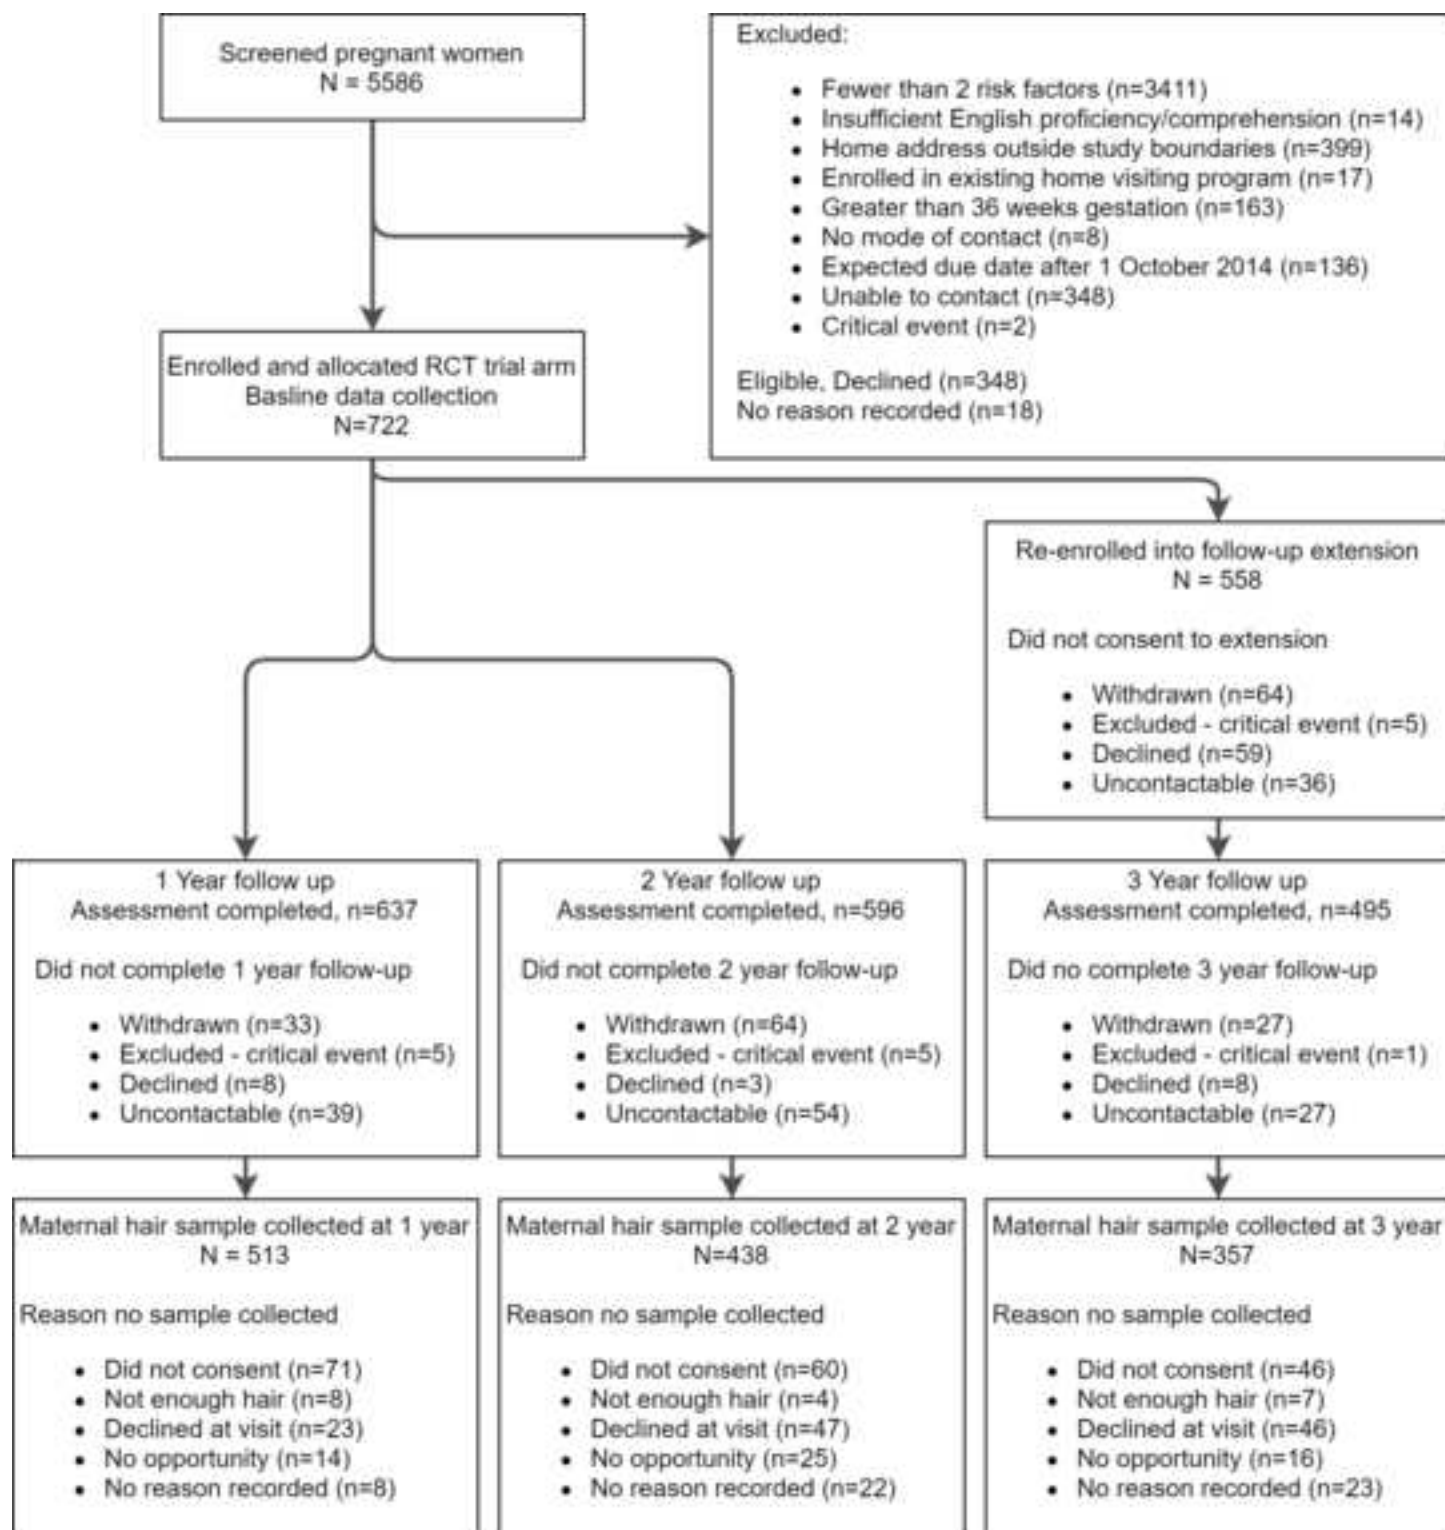 Screened pregnant women
N = 5586
Excluded:
• Fewer than 2 risk factors (n=3411)
• Insufficient English proficiency/comprehension (n=14)
• Home address outside study boundaries (n=399)
• Enrolled in existing home visiting program (n=17)
• Greater than 36 weeks gestation (n=163)
• No mode of contact (n=8)
• Expected due date after 1 October 2014 (n=136)
• Unable to contact (n=348)
• Critical event (n=2)
Eligible, Declined (n=348)
No reason recorded (n=18)
Enrolled and allocated RCT trial arm
Basline data collection
N=722
Re-enrolled into follow-up extension
N = 558
Did not consent to extension
• Withdrawn (n=64)
• Excluded - critical event (n=5)
• Declined (n=59)
• Uncontactable (n=36)
1 Year follow up
Assessment completed, n=637
Did not complete 1 year follow-up
• Withdrawn (n=33)
• Excluded - critical event (n=5)
• Declined (n=8)
• Uncontactable (n=39)
2 Year follow up
Assessment completed, n=596
Did not complete 2 year follow-up
• Withdrawn (n=64)
• Excluded - critical event (n=5)
• Declined (n=3)
• Uncontactable (n=54)
3 Year follow up
Assessment completed, n=495
Did no complete 3 year follow-up
• Withdrawn (n=27)
• Excluded - critical event (n=1)
• Declined (n=8)
• Uncontactable (n=27)
Maternal hair sample collected at 1 year
N = 513
Reason no sample collected
• Did not consent (n=71)
• Not enough hair (n=8)
• Declined at visit (n=23)
• No opportunity (n=14)
• No reason recorded (n=8)
Maternal hair sample collected at 2 year
N=438
Reason no sample collected
• Did not consent (n=60)
• Not enough hair (n=4)
• Declined at visit (n=47)
• No opportunity (n=25)
• No reason recorded (n=22)
Maternal hair sample collected at 3 year
N=357
Reason no sample collected
• Did not consent (n=46)
• Not enough hair (n=7)
• Declined at visit (n=46)
• No opportunity (n=16)
• No reason recorded (n=23)